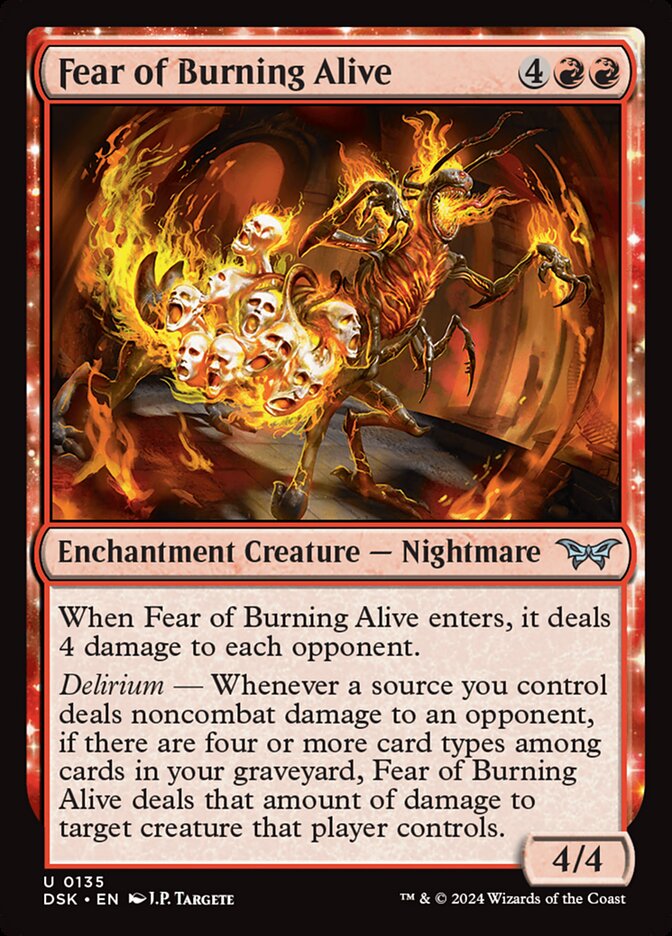 Fear of Burning Alive 4
Enchantment Creature — Nightmare
When Fear of Burning Alive enters, it deals
4 damage to each opponent.
Delirium — Whenever a source you control
deals noncombat damage to an opponent,
if there are four or more card types among
cards in your graveyard, Fear of Burning
Alive deals that amount of damage to
target creature that player controls.
4/4
U 0135
DSK • EN J.P. Targete
™ & © 2024 Wizards of the Coast